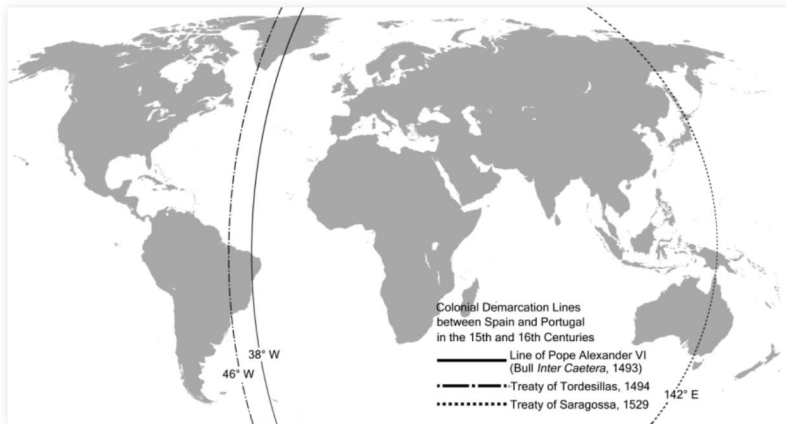 Colonial Demarcation Lines
between Spain and Portugal
in the 15th and 16th Centuries
Line of Pope Alexander VI
(Bull Inter Caetera, 1493)
Treaty of Tordesillas, 1494
Treaty of Saragossa, 1529
38° W
46° W
142° E